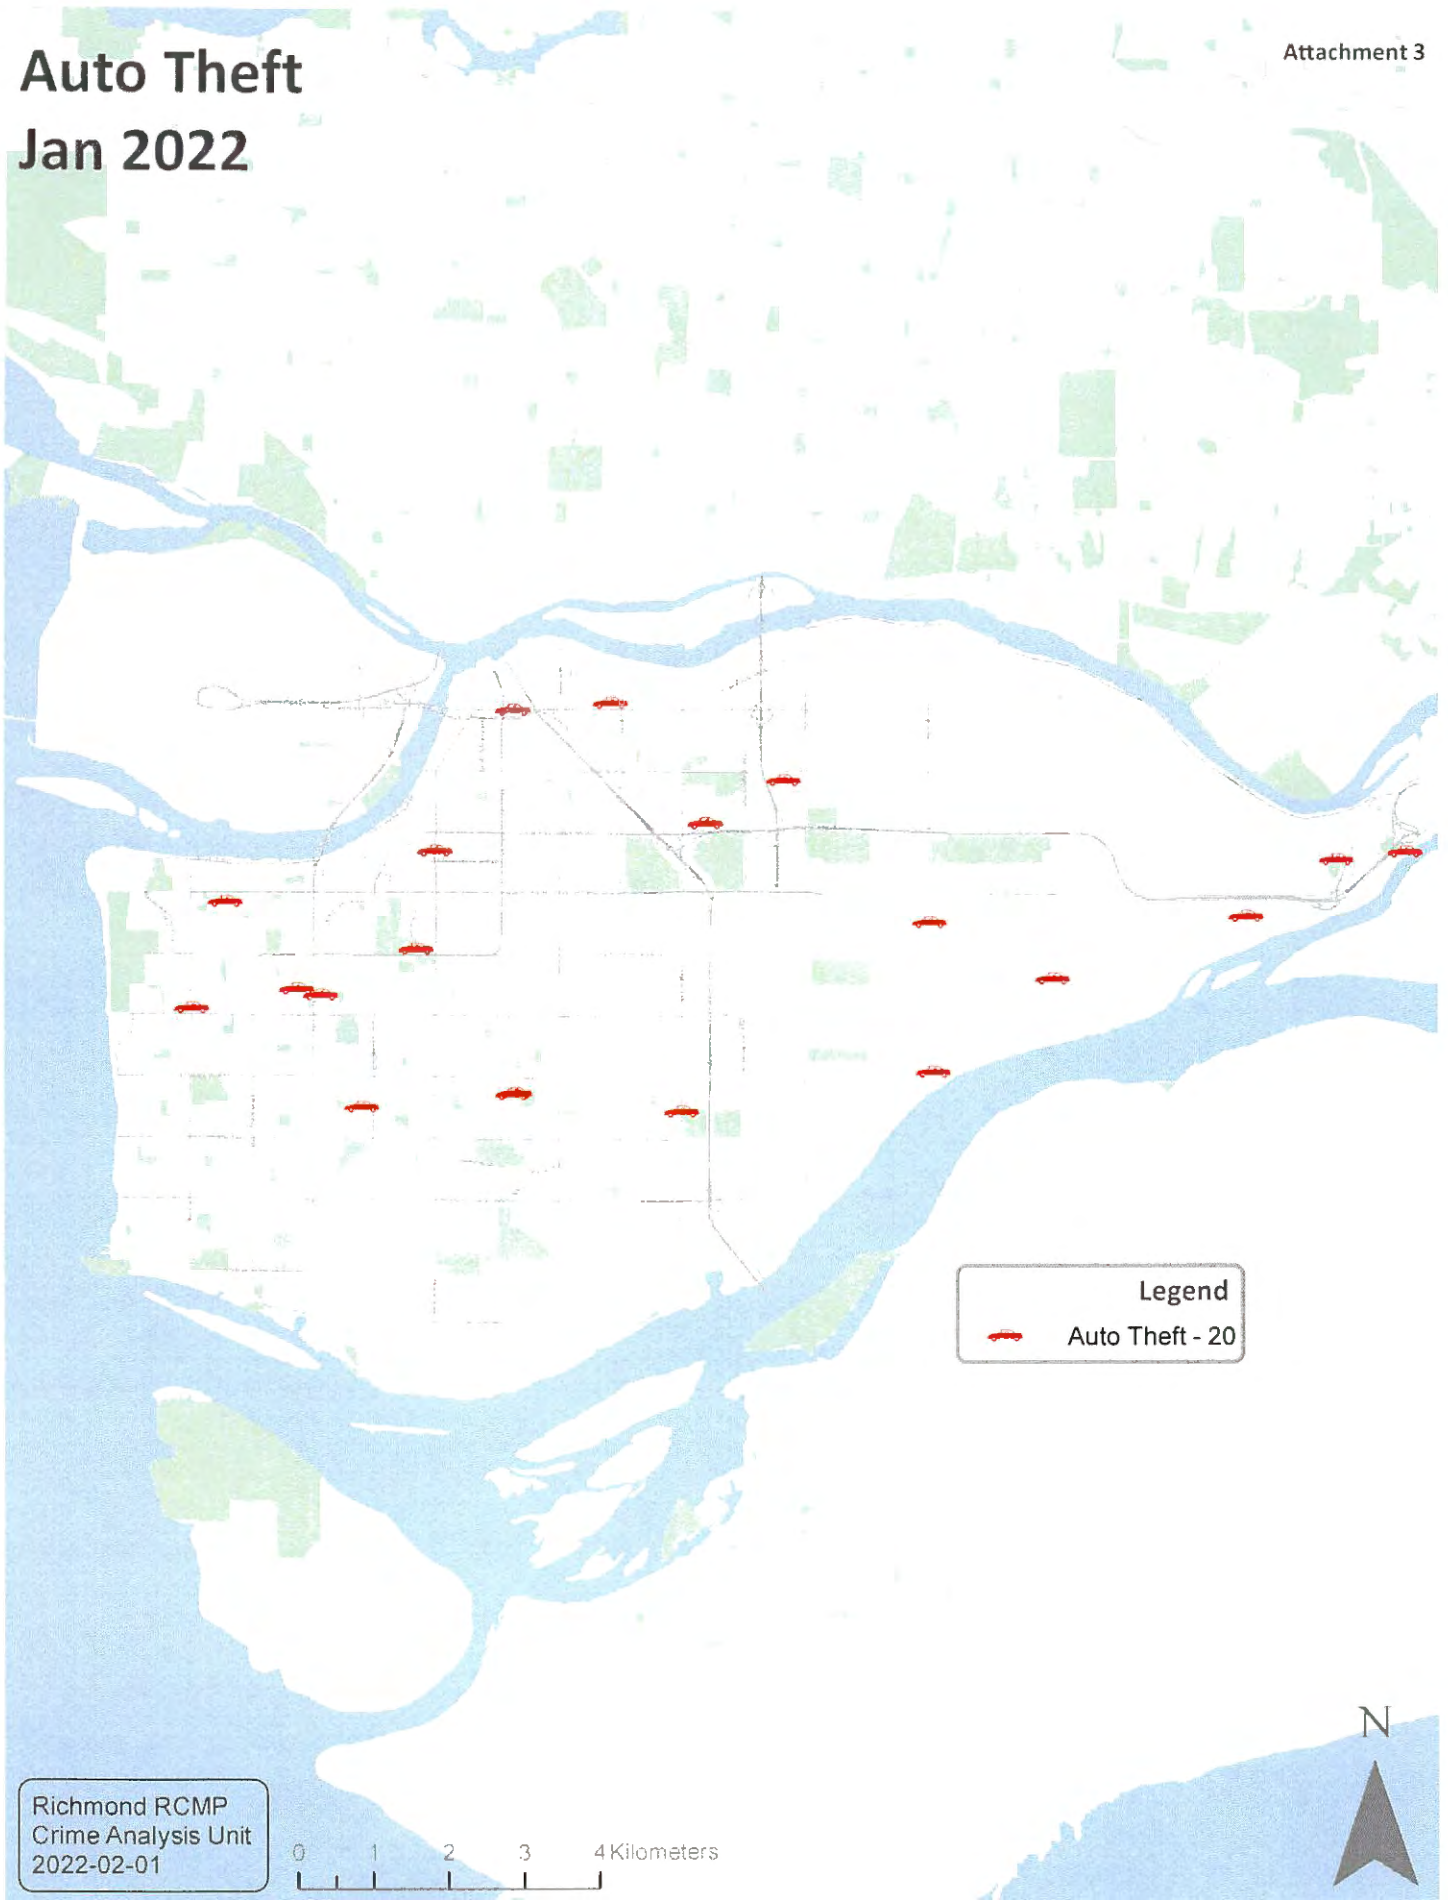 Auto Theft
Jan 2022
Attachment 3
Legend
Auto Theft - 20
N
Richmond RCMP
Crime Analysis Unit
2022-02-01
0 1 2 3 4 Kilometers